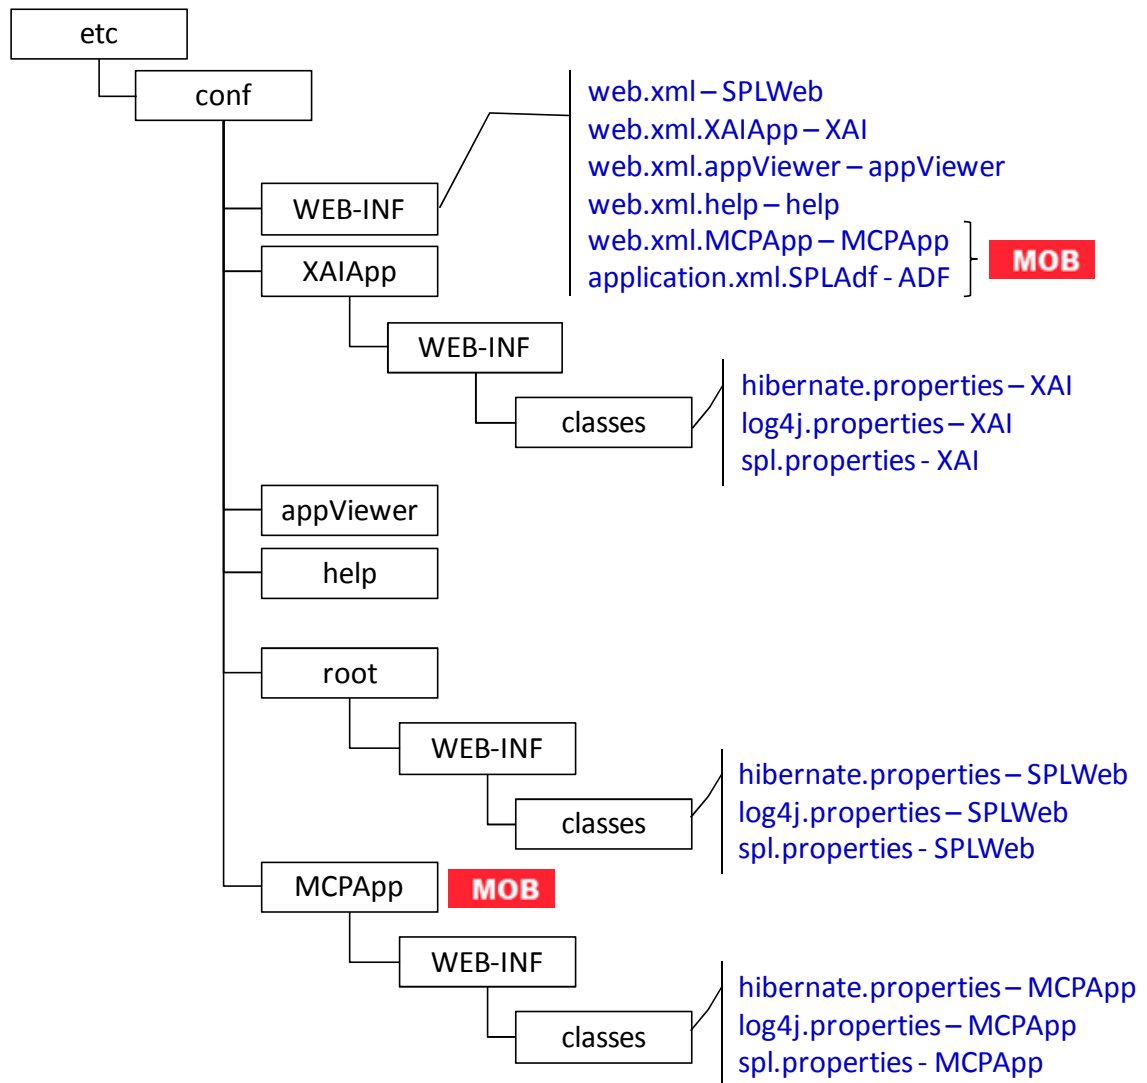 etc
conf
web.xml – SPLWeb
web.xml.XAIApp – XAI
web.xml.appViewer – appViewer
web.xml.help – help
web.xml.MCPApp – MCPApp
application.xml.SPLAdf - ADF
MOB
WEB-INF
XAIApp
WEB-INF
classes
hibernate.properties – XAI
log4j.properties – XAI
spl.properties - XAI
appViewer
help
root
WEB-INF
classes
hibernate.properties – SPLWeb
log4j.properties – SPLWeb
spl.properties - SPLWeb
MCPApp
MOB
WEB-INF
classes
hibernate.properties – MCPApp
log4j.properties – MCPApp
spl.properties - MCPApp